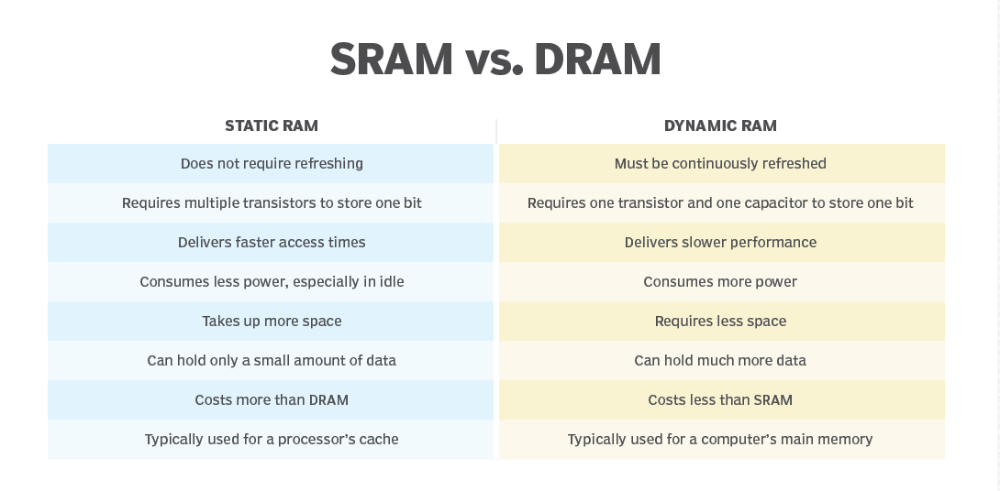 SRAM vs. DRAM
STATIC RAM DYNAMIC RAM
Does not require refreshing Must be continuously refreshed
Requires multiple transistors to store one bit Requires one transistor and one capacitor to store one bit
Delivers faster access times Delivers slower performance
Consumes less power, especially in idle Consumes more power
Takes up more space Requires less space
Can hold only a small amount of data Can hold much more data
Costs more than DRAM Costs less than SRAM
Typically used for a processor’s cache Typically used for a computer’s main memory